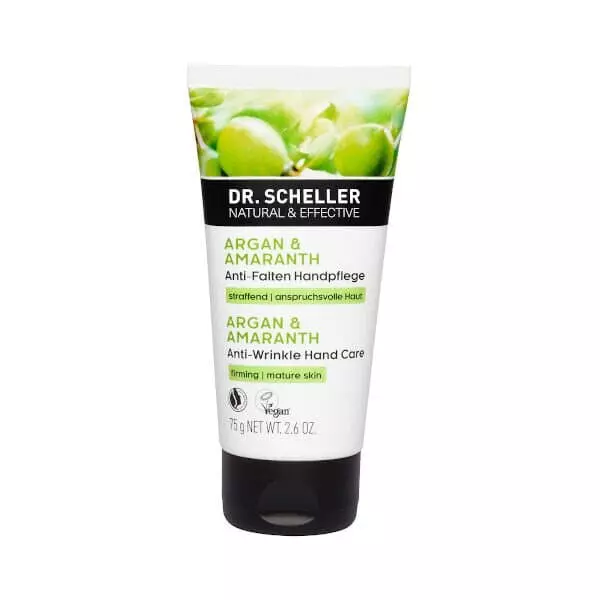 DR. SCHELLER
NATURAL & EFFECTIVE
ARGAN &
AMARANTH
Anti-Falten Handpflege
straffend | anspruchsvolle Haut
ARGAN &
AMARANTH
Anti-Wrinkle Hand Care
firming | mature skin
vegan
75 g NET WT. 2.6 OZ.